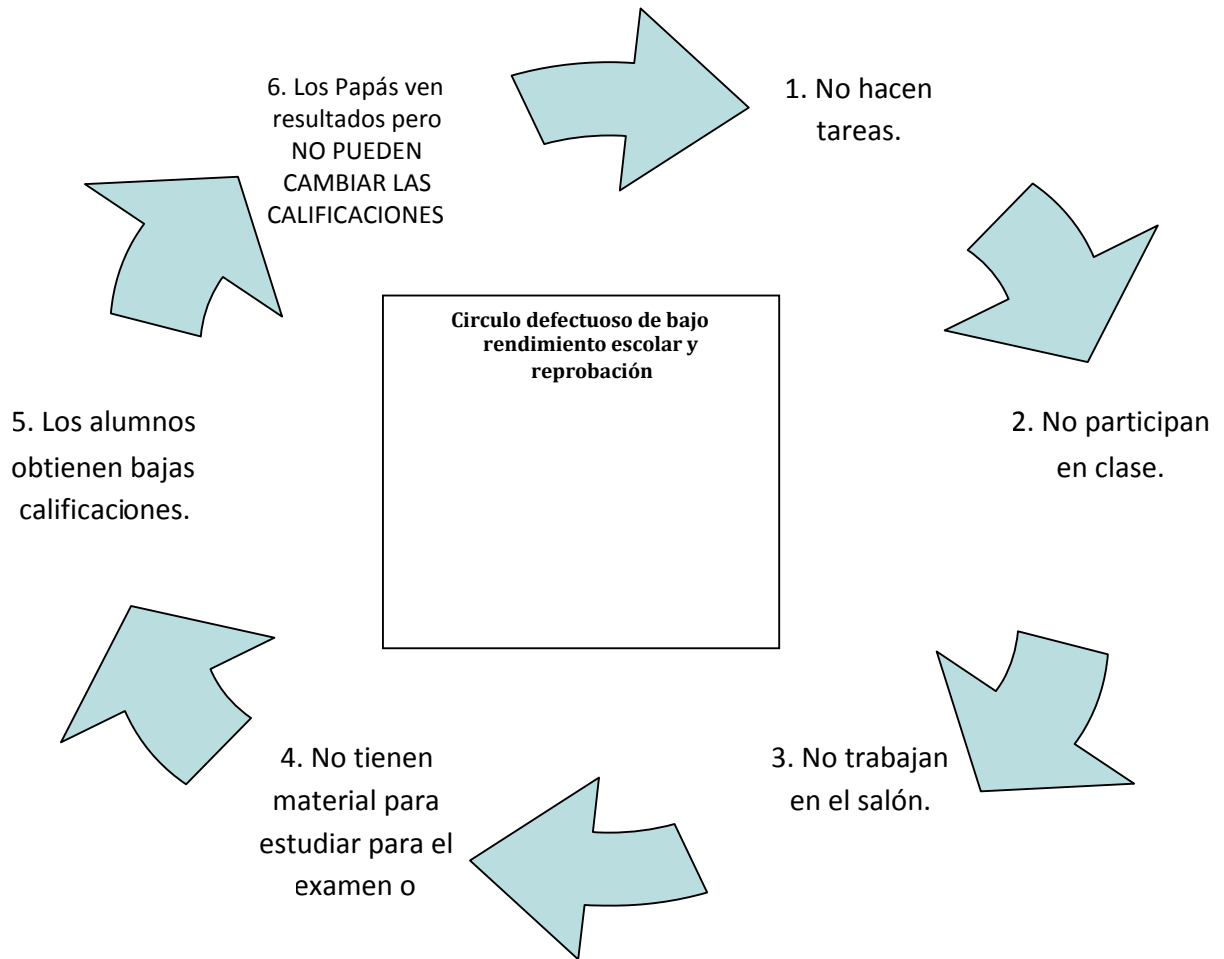 Circulo defectuoso de bajo
rendimiento escolar y
reprobación
1. No hacen
tareas.
2. No participan
en clase.
3. No trabajan
en el salón.
4. No tienen
material para
estudiar para el
examen o
5. Los alumnos
obtienen bajas
calificaciones.
6. Los Papás ven
resultados pero
NO PUEDEN
CAMBIAR LAS
CALIFICACIONES